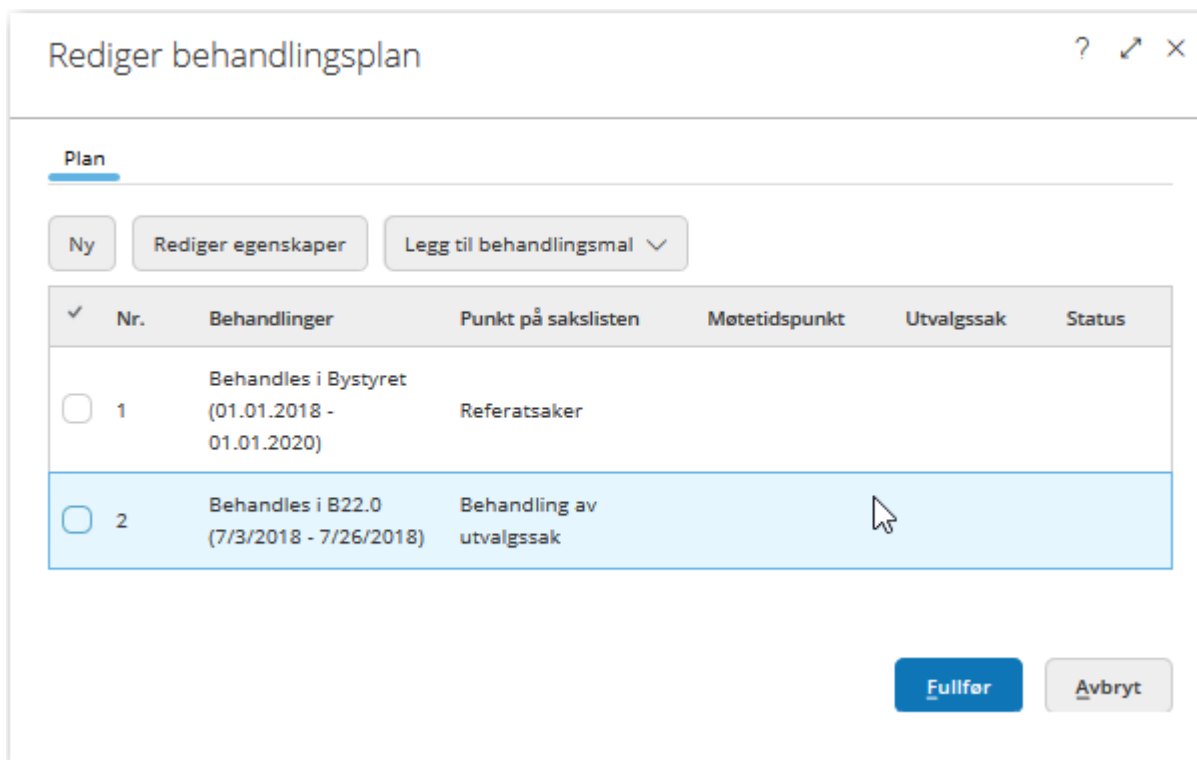 Rediger behandlingsplan
?
Plan
Ny Rediger egenskaper Legg til behandlingsmal
Nr. Behandlinger Punkt på sakslisten Møtetidspunkt Utvalgssak Status
Behandles i Bystyret
1 (01.01.2018 - Referatsaker
01.01.2020)
Behandles i B22.0 Behandling av
2 (7/3/2018 - 7/26/2018) utvalgssak
Fullfør Avbryt